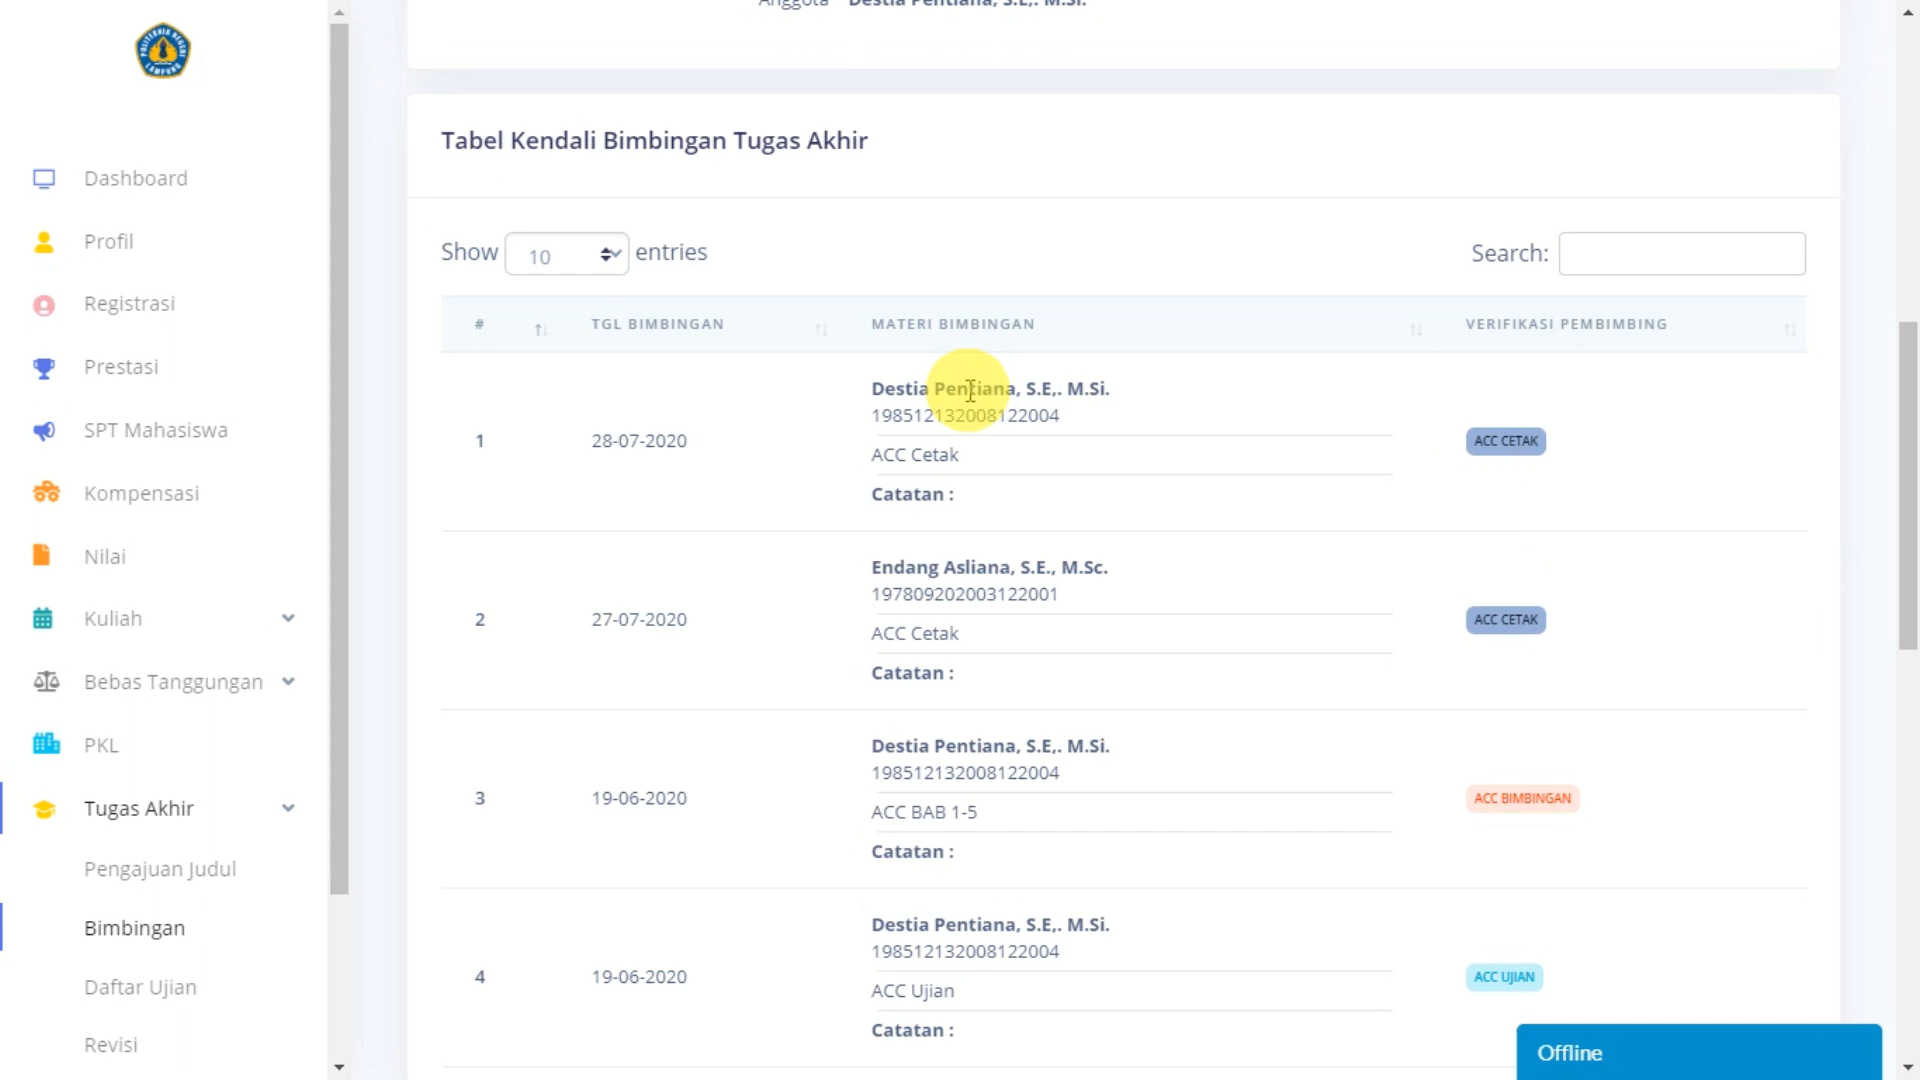 POLITEKNIK NEGERI
LAMPUNG
Dashboard
Profil
Registrasi
Prestasi
SPT Mahasiswa
Kompensasi
Nilai
Kuliah
Bebas Tanggungan
PKL
Tugas Akhir
Pengajuan Judul
Bimbingan
Daftar Ujian
Revisi
Anggota Destia Pentiana, S.E,. M.Si.
Tabel Kendali Bimbingan Tugas Akhir
Show 10 entries
Search:
# TGL BIMBINGAN MATERI BIMBINGAN VERIFIKASI PEMBIMBING
Destia Pentiana, S.E,. M.Si.
198512132008122004
1 28-07-2020 ACC CETAK
ACC Cetak
Catatan :
Endang Asliana, S.E., M.Sc.
197809202003122001
2 27-07-2020 ACC CETAK
ACC Cetak
Catatan :
Destia Pentiana, S.E,. M.Si.
198512132008122004
3 19-06-2020 ACC BIMBINGAN
ACC BAB 1-5
Catatan :
Destia Pentiana, S.E,. M.Si.
198512132008122004
4 19-06-2020 ACC UJIAN
ACC Ujian
Catatan :
Offline